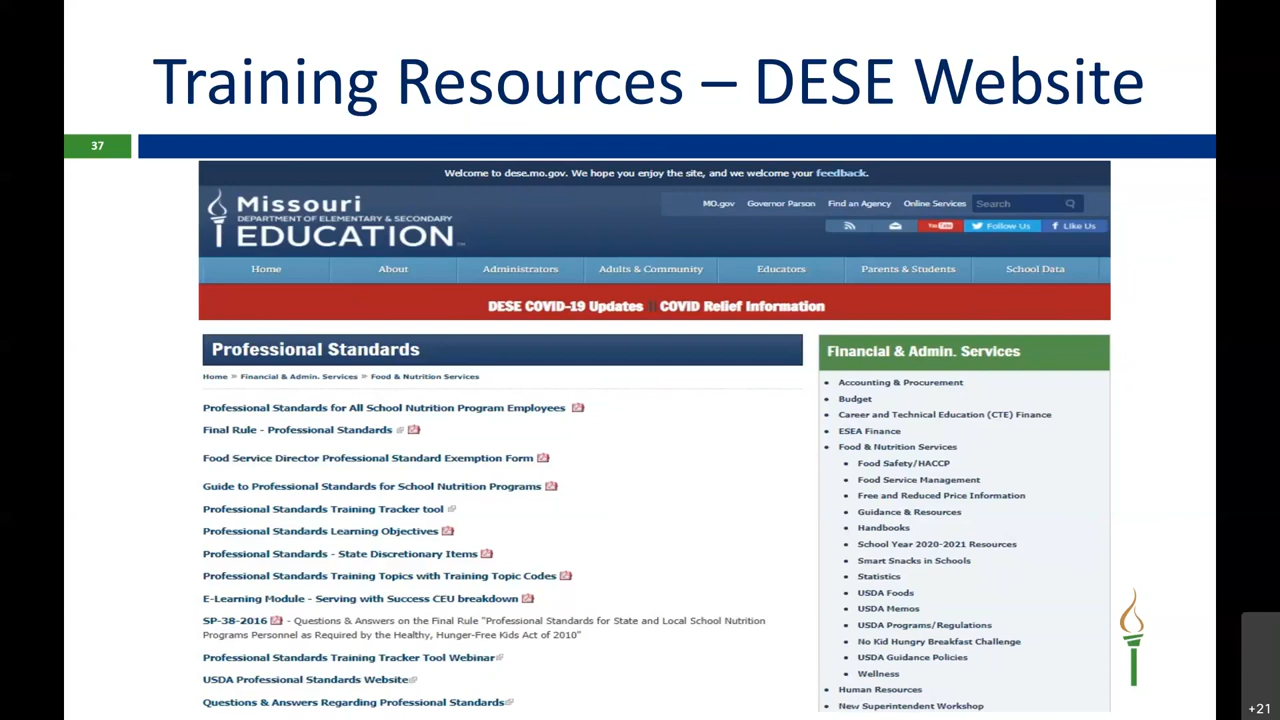 Training Resources – DESE Website
37
Welcome to dese.mo.gov. We hope you enjoy the site, and we welcome your feedback.
Missouri
DEPARTMENT OF ELEMENTARY & SECONDARY
EDUCATION
MO.gov Governor Parson Find an Agency Online Services Search
YouTube Follow Us Like Us
Home About Administrators Adults & Community Educators Parents & Students School Data
DESE COVID-19 Updates || COVID Relief Information
Professional Standards
Home » Financial & Admin. Services » Food & Nutrition Services
Professional Standards for All School Nutrition Program Employees
Final Rule - Professional Standards
Food Service Director Professional Standard Exemption Form
Guide to Professional Standards for School Nutrition Programs
Professional Standards Training Tracker tool
Professional Standards Learning Objectives
Professional Standards - State Discretionary Items
Professional Standards Training Topics with Training Topic Codes
E-Learning Module - Serving with Success CEU breakdown
SP-38-2016 - Questions & Answers on the Final Rule "Professional Standards for State and Local School Nutrition
Programs Personnel as Required by the Healthy, Hunger-Free Kids Act of 2010"
Professional Standards Training Tracker Tool Webinar
USDA Professional Standards Website
Questions & Answers Regarding Professional Standards
Financial & Admin. Services
• Accounting & Procurement
• Budget
• Career and Technical Education (CTE) Finance
• ESEA Finance
• Food & Nutrition Services
• Food Safety/HACCP
• Food Service Management
• Free and Reduced Price Information
• Guidance & Resources
• Handbooks
• School Year 2020-2021 Resources
• Smart Snacks in Schools
• Statistics
• USDA Foods
• USDA Memos
• USDA Programs/Regulations
• No Kid Hungry Breakfast Challenge
• USDA Guidance Policies
• Wellness
• Human Resources
• New Superintendent Workshop
+21